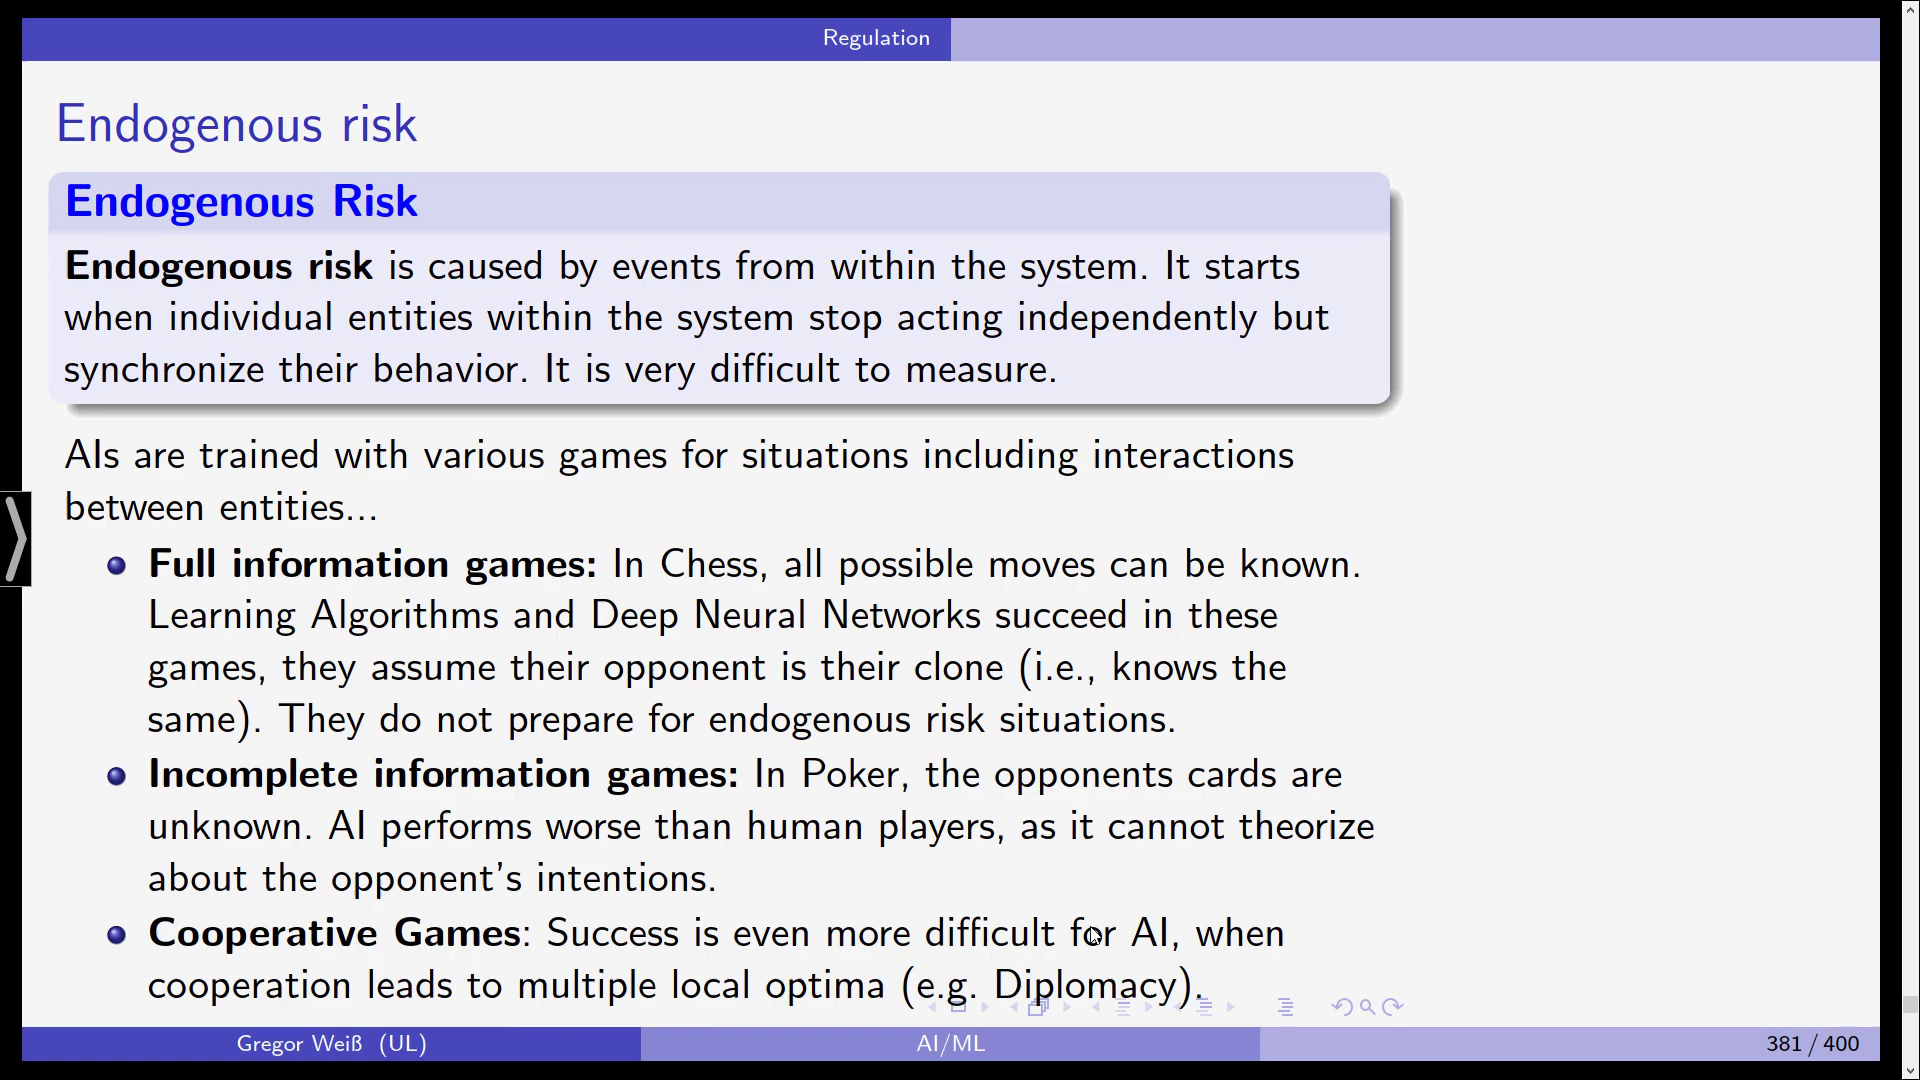 Regulation
Endogenous risk
Endogenous Risk
Endogenous risk is caused by events from within the system. It starts
when individual entities within the system stop acting independently but
synchronize their behavior. It is very difficult to measure.
AIs are trained with various games for situations including interactions
between entities...
Full information games: In Chess, all possible moves can be known.
Learning Algorithms and Deep Neural Networks succeed in these
games, they assume their opponent is their clone (i.e., knows the
same). They do not prepare for endogenous risk situations.
Incomplete information games: In Poker, the opponents cards are
unknown. AI performs worse than human players, as it cannot theorize
about the opponent's intentions.
Cooperative Games: Success is even more difficult for AI, when
cooperation leads to multiple local optima (e.g. Diplomacy).
Gregor Weiß (UL) AI/ML 381 / 400